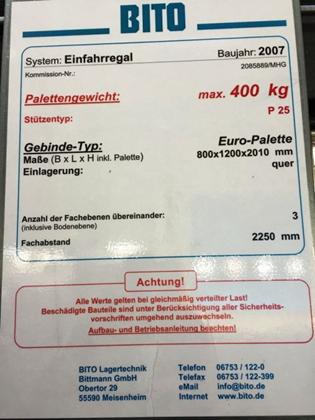 BITO
System: Einfahrregal Baujahr: 2007
Kommission-Nr.: 2085889/MHG
Palettengewicht: max. 400 kg
Stützentyp: P 25
Gebinde-Typ: Euro-Palette
Maße (B x L x H inkl. Palette) 800x1200x2010 mm
Einlagerung: quer
Anzahl der Fachebenen übereinander: 3
(inklusive Bodenebene)
Fachabstand 2250 mm
Achtung!
Alle Werte gelten bei gleichmäßig verteilter Last!
Beschädigte Bauteile sind unter Berücksichtigung aller Sicherheits-
vorschriften umgehend auszuwechseln.
Aufbau- und Betriebsanleitung beachten!
BITO Lagertechnik Telefon 06753 / 122-0
Bittmann GmbH Telefax 06753 / 122-399
Obertor 29 eMail info@bito.de
55590 Meisenheim Internet www.bito.de